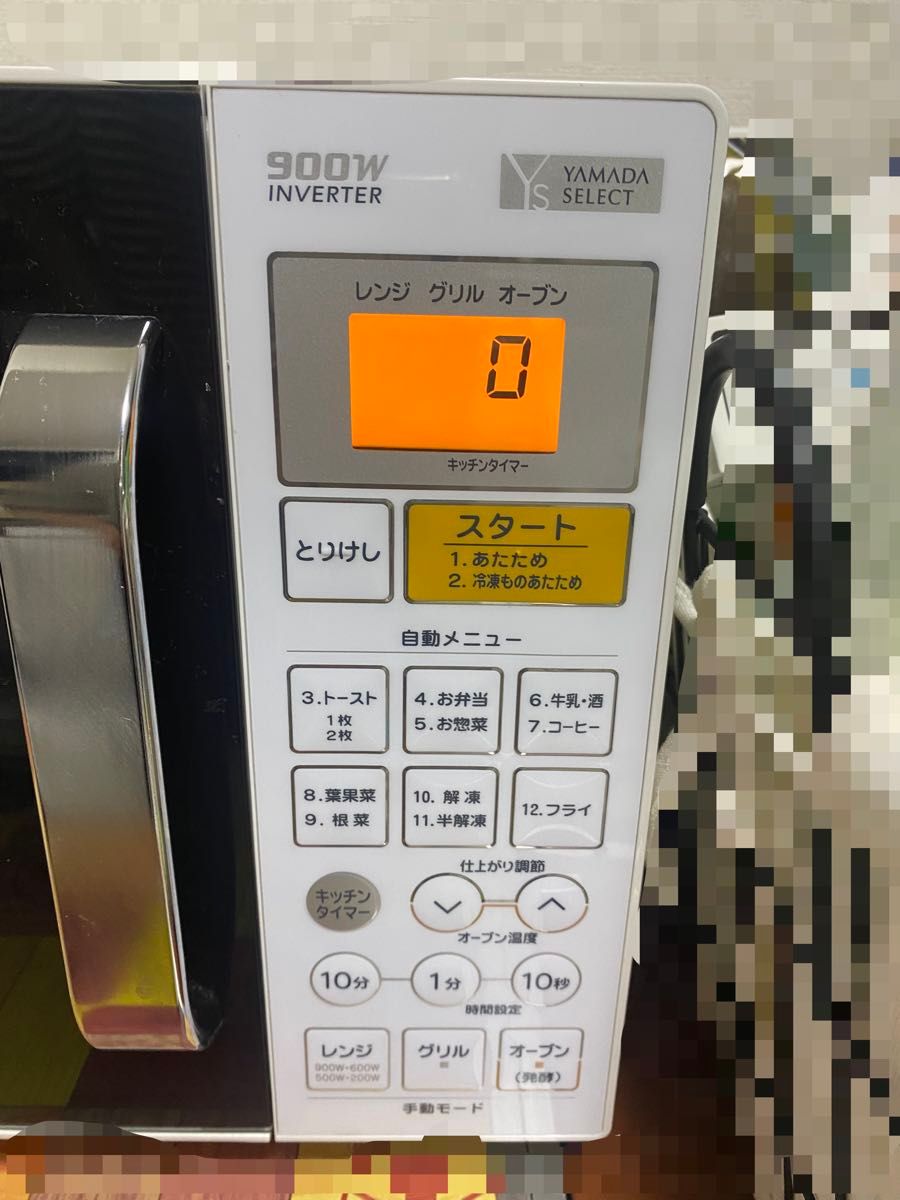 900W
INVERTER
YAMADA
SELECT
Ys
レンジ グリル オーブン
0
キッチンタイマー
とりけし
スタート
1. あたため
2. 冷凍ものあたため
自動メニュー
3.トースト
1枚
2枚
4.お弁当
5.お惣菜
6.牛乳・酒
7.コーヒー
8.葉果菜
9. 根菜
10. 解凍
11.半解凍
12.フライ
仕上がり調節
キッチン
タイマー
オーブン温度
10分
1分
10秒
時間設定
レンジ
900W・600W
500W・200W
グリル
オーブン
(発酵)
手動モード